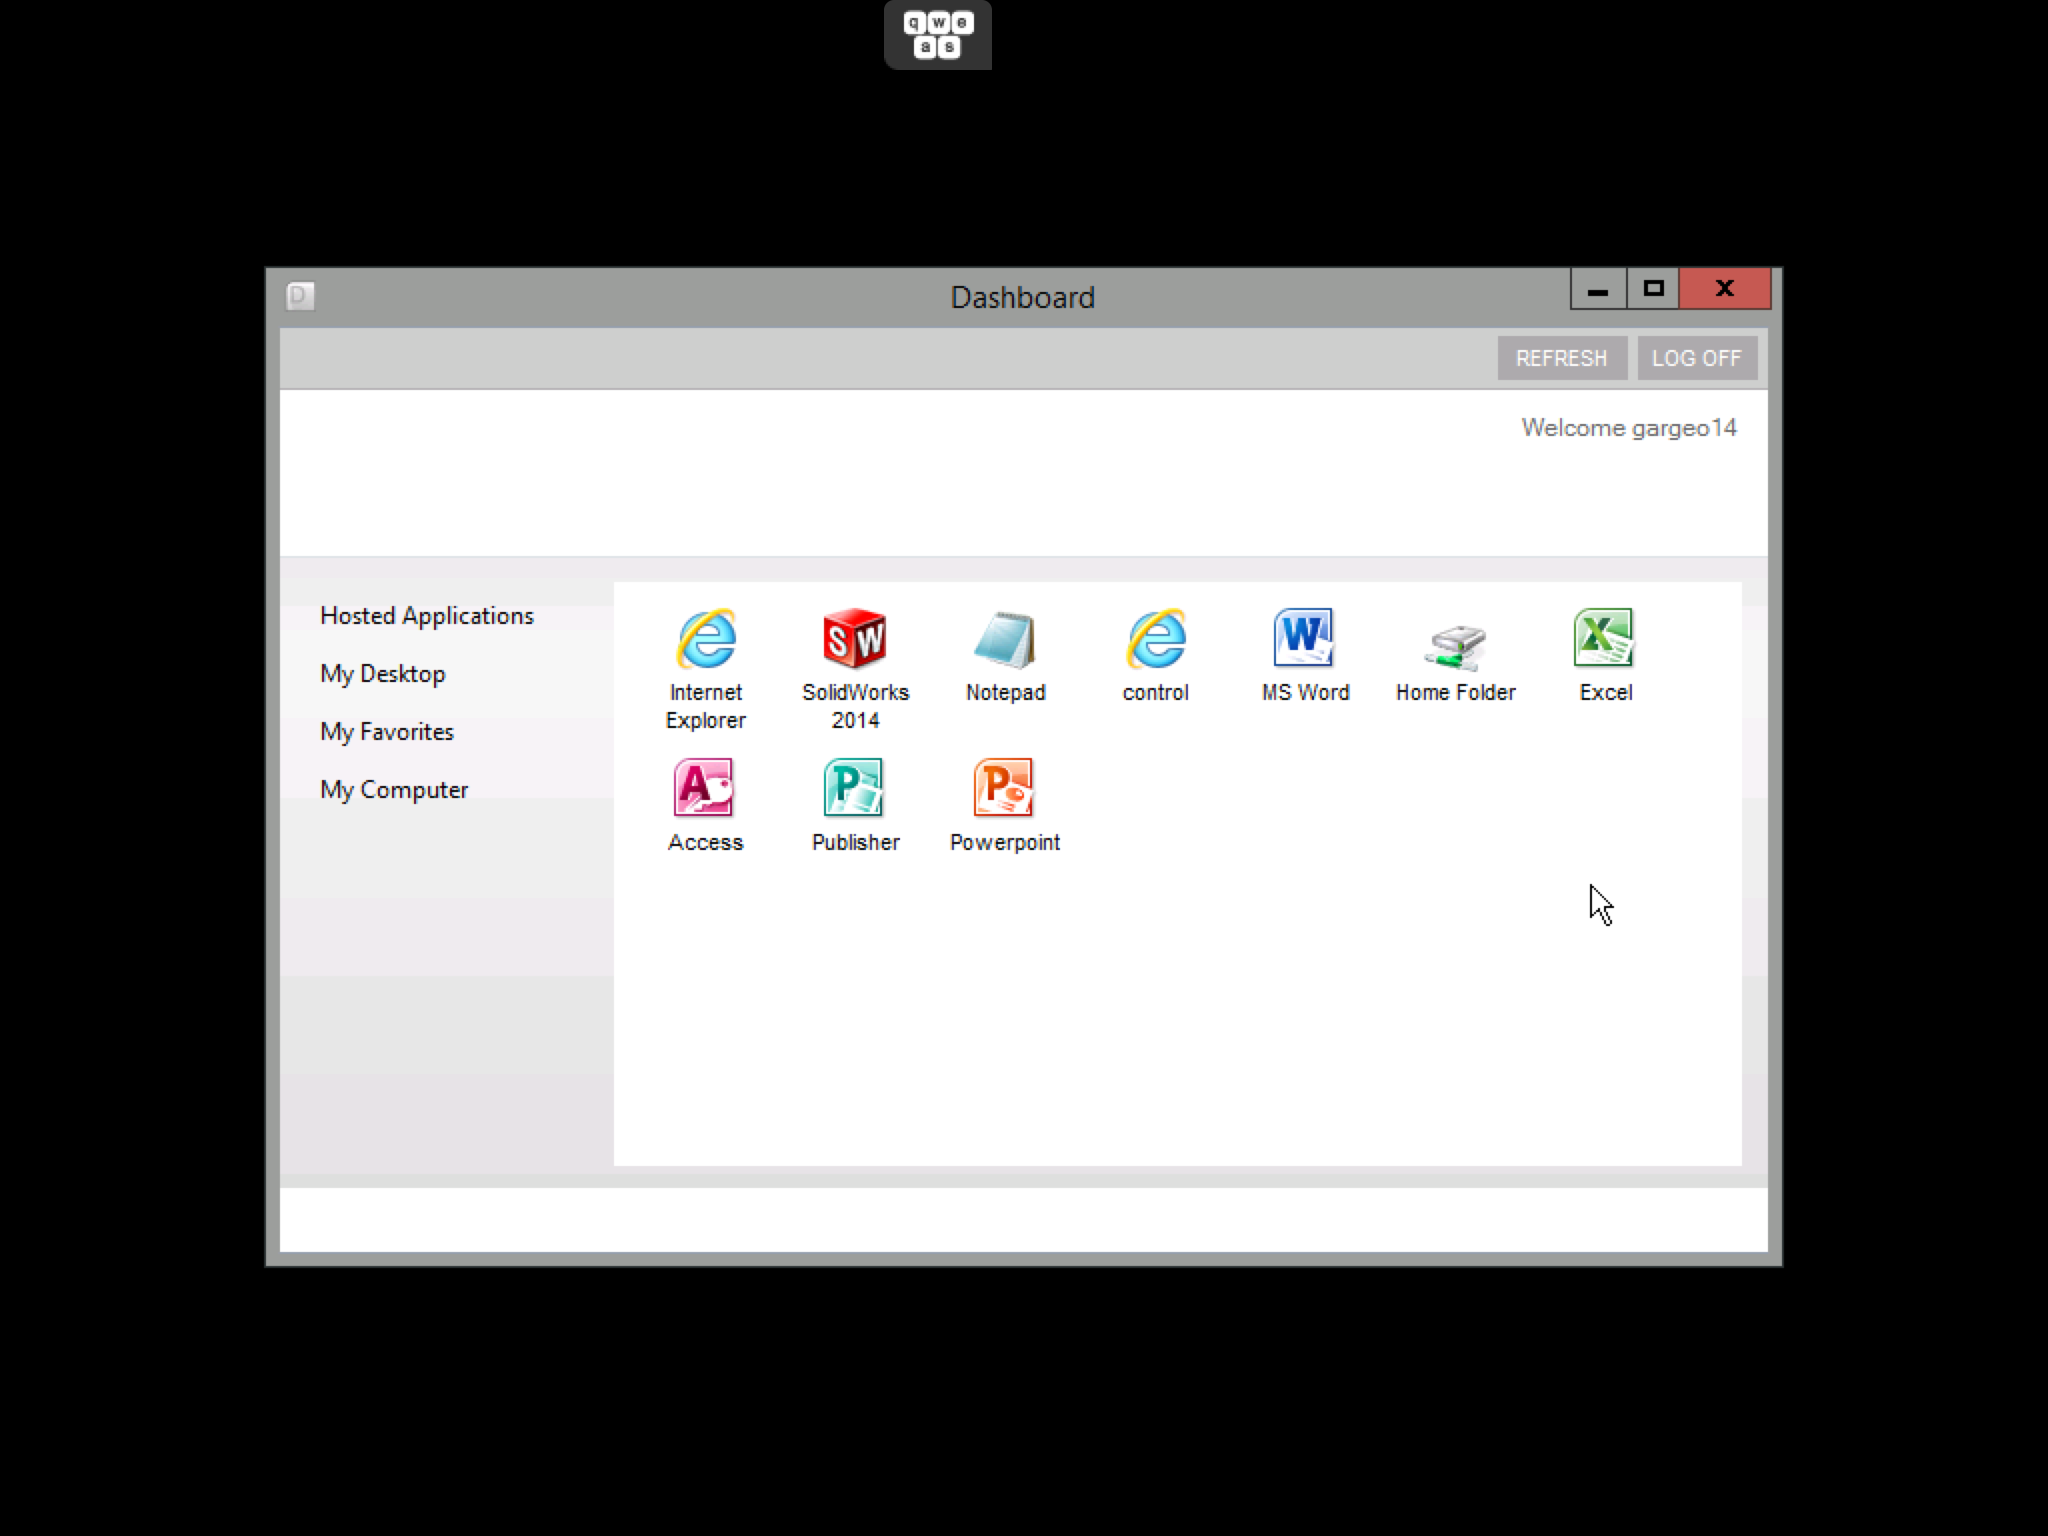 q w e
a s
Dashboard
REFRESH LOG OFF
Welcome gargeo14
Hosted Applications
My Desktop
My Favorites
My Computer
Internet Explorer
SolidWorks 2014
Notepad
control
MS Word
Home Folder
Excel
Access
Publisher
Powerpoint